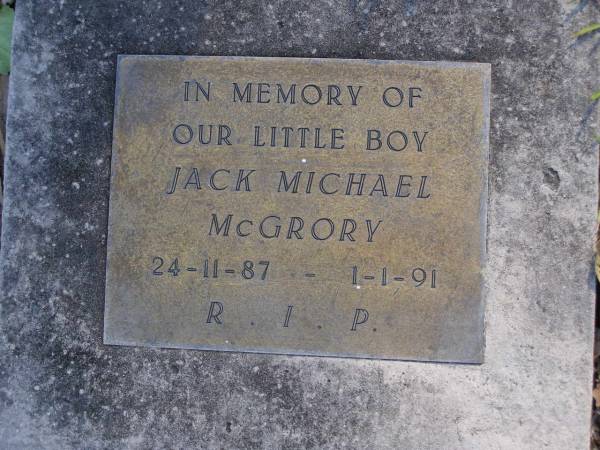 IN MEMORY OF
OUR LITTLE BOY
JACK MICHAEL
McGRORY
24-11-87 - 1-1-91
R. I. P.